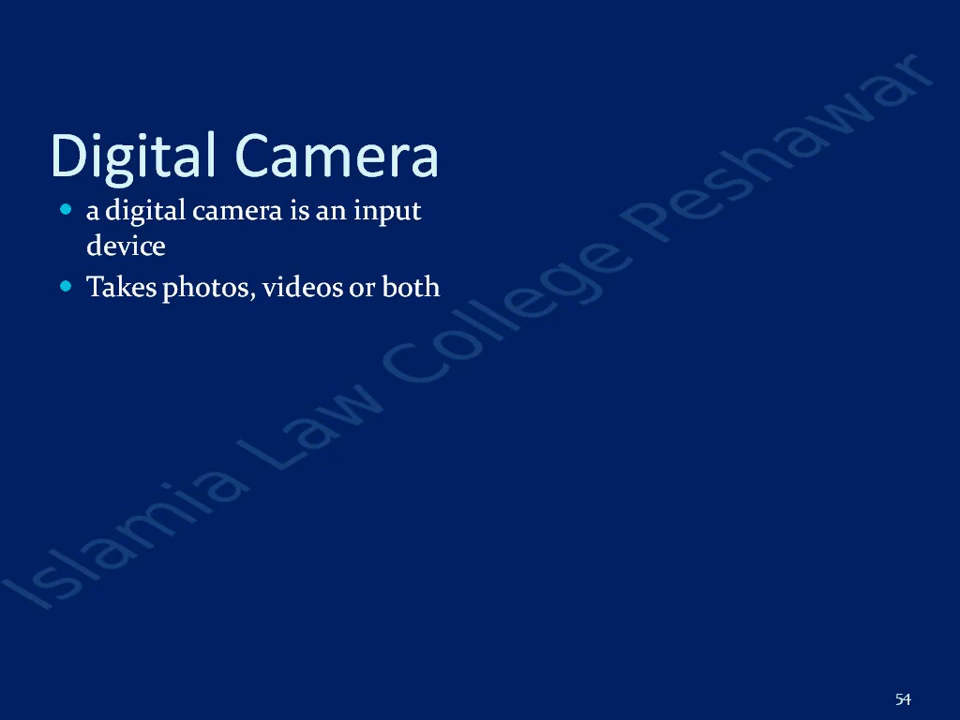 Digital Camera
a digital camera is an input
device
Takes photos, videos or both
Islamia Law College Peshawar
54